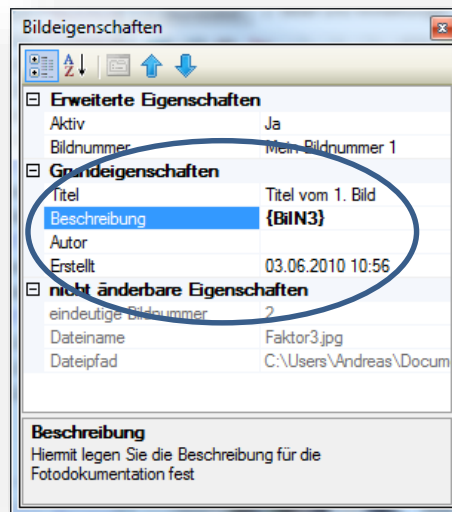 Bildeigenschaften
Erweiterte Eigenschaften
Aktiv Ja
Bildnummer Mein Bildnummer 1
Grundeigenschaften
Titel Titel vom 1. Bild
Beschreibung {BilN3}
Autor
Erstellt 03.06.2010 10:56
nicht änderbare Eigenschaften
eindeutige Bildnummer 2
Dateiname Faktor3.jpg
Dateipfad C:\Users\Andreas\Docum
Beschreibung
Hiermit legen Sie die Beschreibung für die
Fotodokumentation fest